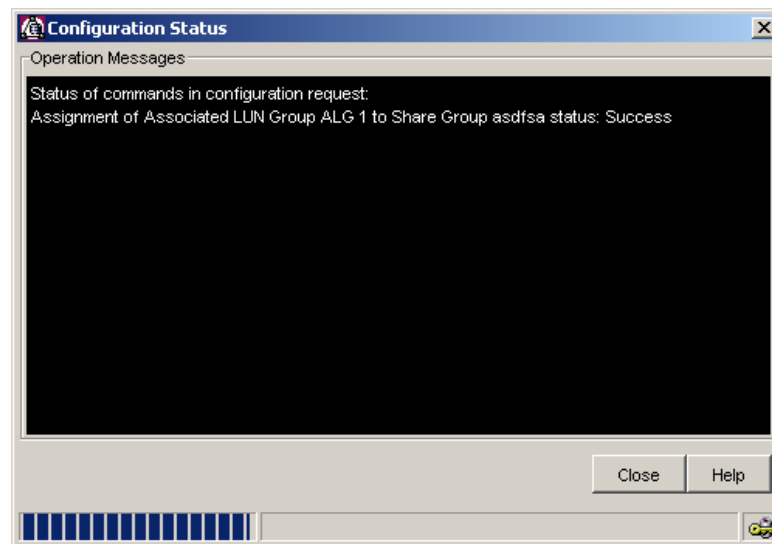 Configuration Status
Operation Messages
Status of commands in configuration request:
Assignment of Associated LUN Group ALG 1 to Share Group asdfsa status: Success
Close Help